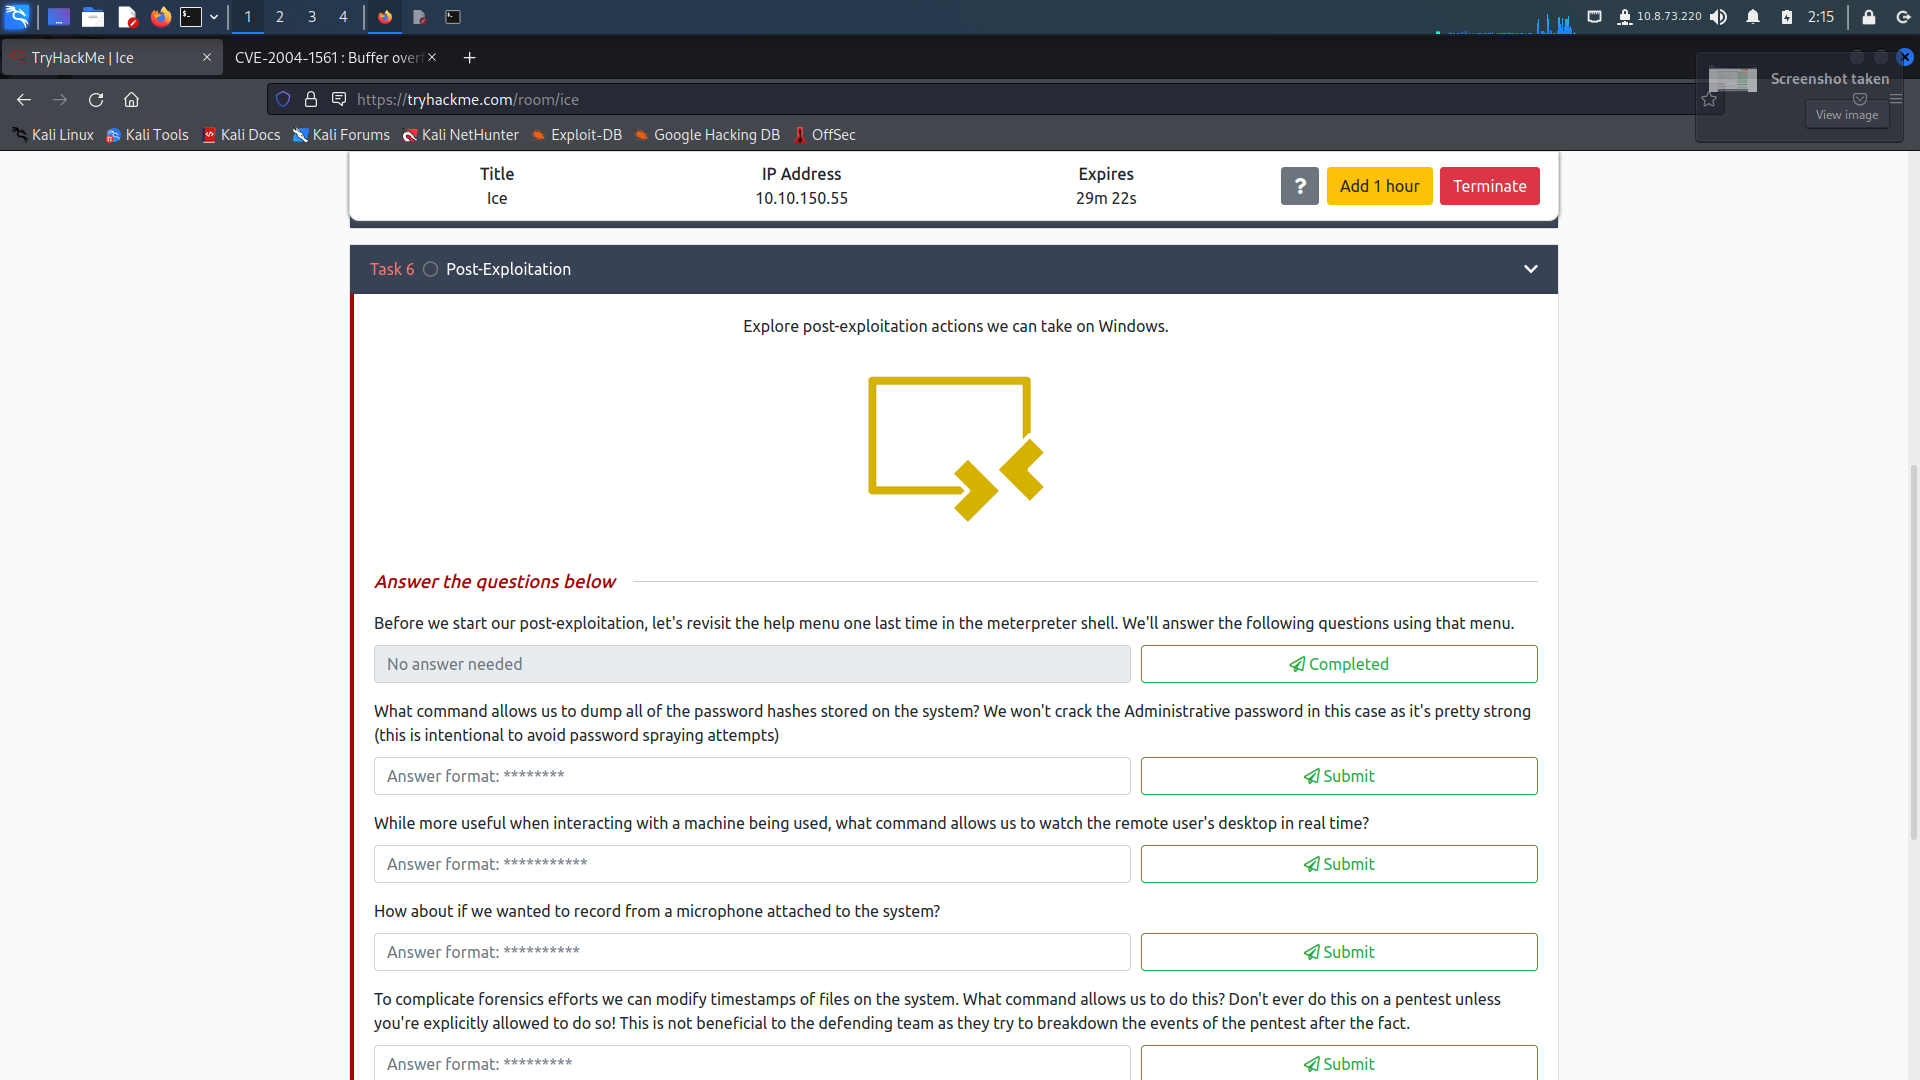 1 2 3 4 10.8.73.220 2:15
TryHackMe | Ice CVE-2004-1561 : Buffer over
Screenshot taken
https://tryhackme.com/room/ice
View image
Kali Linux Kali Tools Kali Docs Kali Forums Kali NetHunter Exploit-DB Google Hacking DB OffSec
Title IP Address Expires
? Add 1 hour Terminate
Ice 10.10.150.55 29m 22s
Task 6 Post-Exploitation
Explore post-exploitation actions we can take on Windows.
Answer the questions below
Before we start our post-exploitation, let's revisit the help menu one last time in the meterpreter shell. We'll answer the following questions using that menu.
No answer needed Completed
What command allows us to dump all of the password hashes stored on the system? We won't crack the Administrative password in this case as it's pretty strong
(this is intentional to avoid password spraying attempts)
Answer format: ******** Submit
While more useful when interacting with a machine being used, what command allows us to watch the remote user's desktop in real time?
Answer format: *********** Submit
How about if we wanted to record from a microphone attached to the system?
Answer format: ********** Submit
To complicate forensics efforts we can modify timestamps of files on the system. What command allows us to do this? Don't ever do this on a pentest unless
you're explicitly allowed to do so! This is not beneficial to the defending team as they try to breakdown the events of the pentest after the fact.
Answer format: ********* Submit